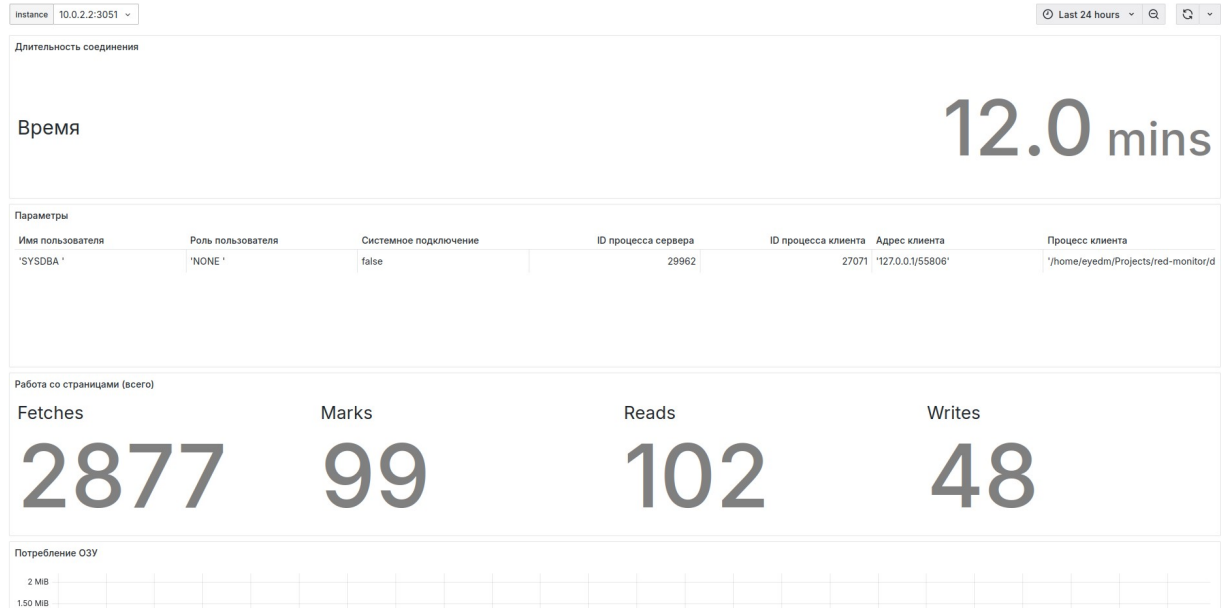 instance 10.0.2.2:3051 Last 24 hours
Длительность соединения
Время 12.0 mins
Параметры
Имя пользователя Роль пользователя Системное подключение ID процесса сервера ID процесса клиента Адрес клиента Процесс клиента
'SYSDBA ' 'NONE ' false 29962 27071 '127.0.0.1/55806' '/home/eyedm/Projects/red-monitor/d
Работа со страницами (всего)
Fetches Marks Reads Writes
2877 99 102 48
Потребление ОЗУ
2 MiB
1.50 MiB